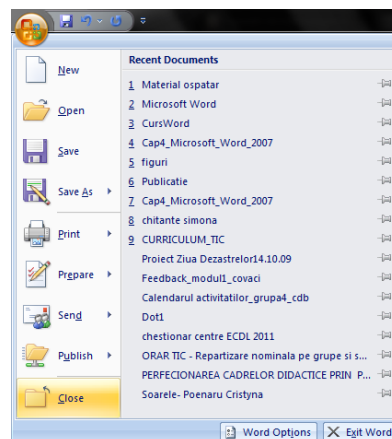 Recent Documents
New
Open
Save
Save As
Print
Prepare
Send
Publish
Close
1 Material ospatar
2 Microsoft Word
3 CursWord
4 Cap4_Microsoft_Word_2007
5 figuri
6 Publicatie
7 Cap4_Microsoft_Word_2007
8 chitante simona
9 CURRICULUM_TIC
Proiect Ziua Dezastrelor14.10.09
Feedback_modul1_covaci
Calendarul activitatilor_grupa4_cdb
Dot1
chestionar centre ECDL 2011
ORAR TIC - Repartizare nominala pe grupe si s...
PERFECIONAREA CADRELOR DIDACTICE PRIN P...
Soarele- Poenaru Cristyna
Word Options
Exit Word